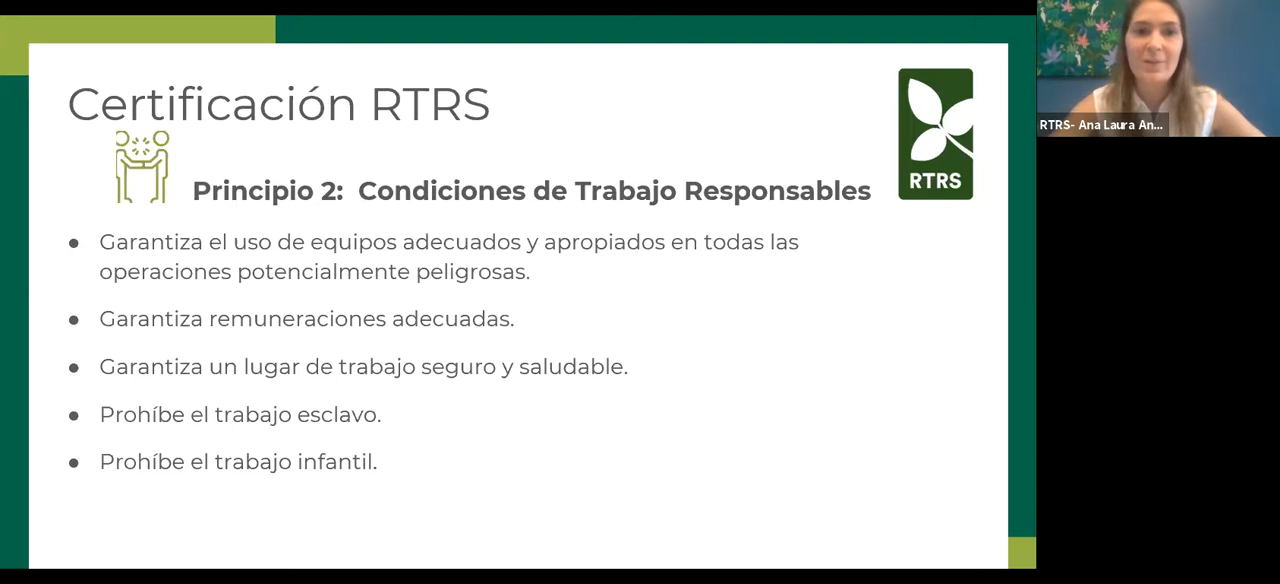 Certificación RTRS
RTRS
Principio 2: Condiciones de Trabajo Responsables
● Garantiza el uso de equipos adecuados y apropiados en todas las
operaciones potencialmente peligrosas.
● Garantiza remuneraciones adecuadas.
● Garantiza un lugar de trabajo seguro y saludable.
● Prohíbe el trabajo esclavo.
● Prohíbe el trabajo infantil.
RTRS- Ana Laura An...